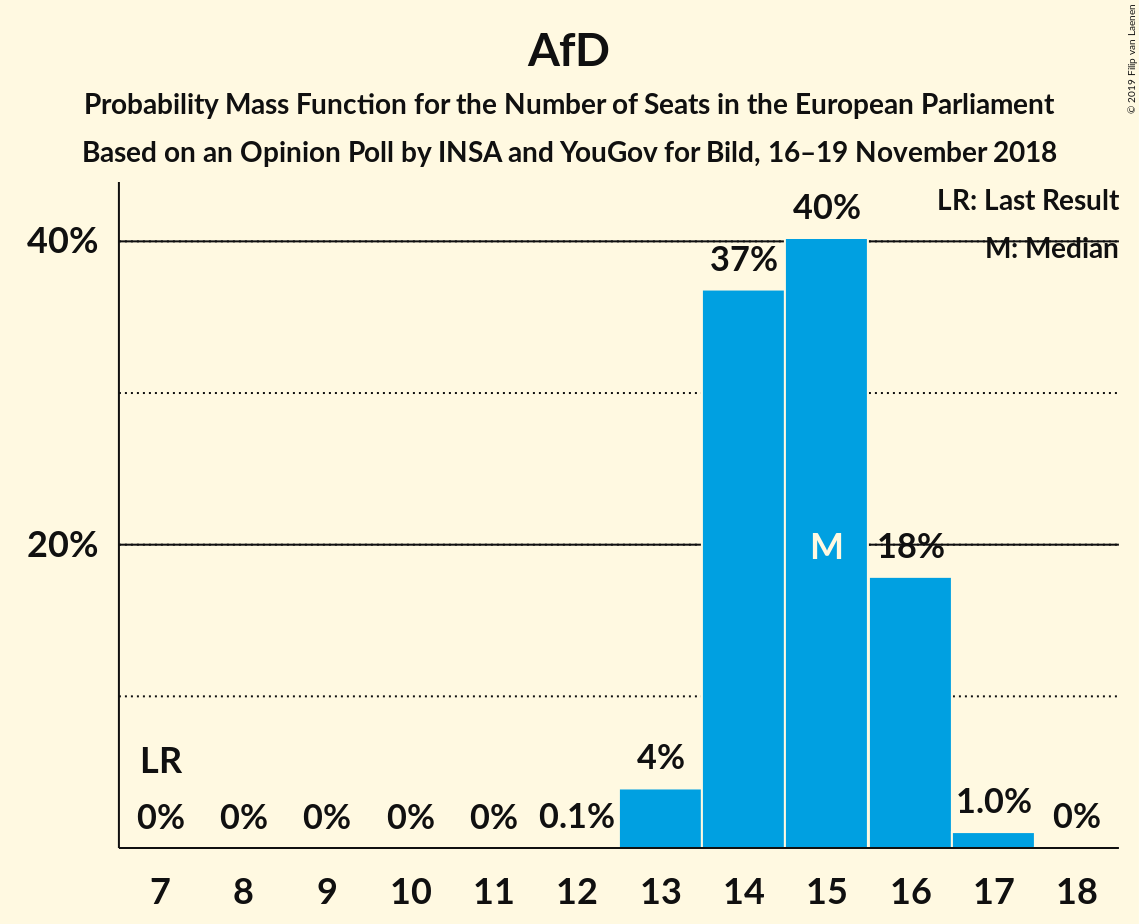 AfD
Probability Mass Function for the Number of Seats in the European Parliament
Based on an Opinion Poll by INSA and YouGov for Bild, 16–19 November 2018
© 2019 Filip van Laenen
LR: Last Result
M: Median
40%
20%
40%
37%
M
18%
LR
4%
0% 0% 0% 0% 0% 0.1% 1.0% 0%
7 8 9 10 11 12 13 14 15 16 17 18